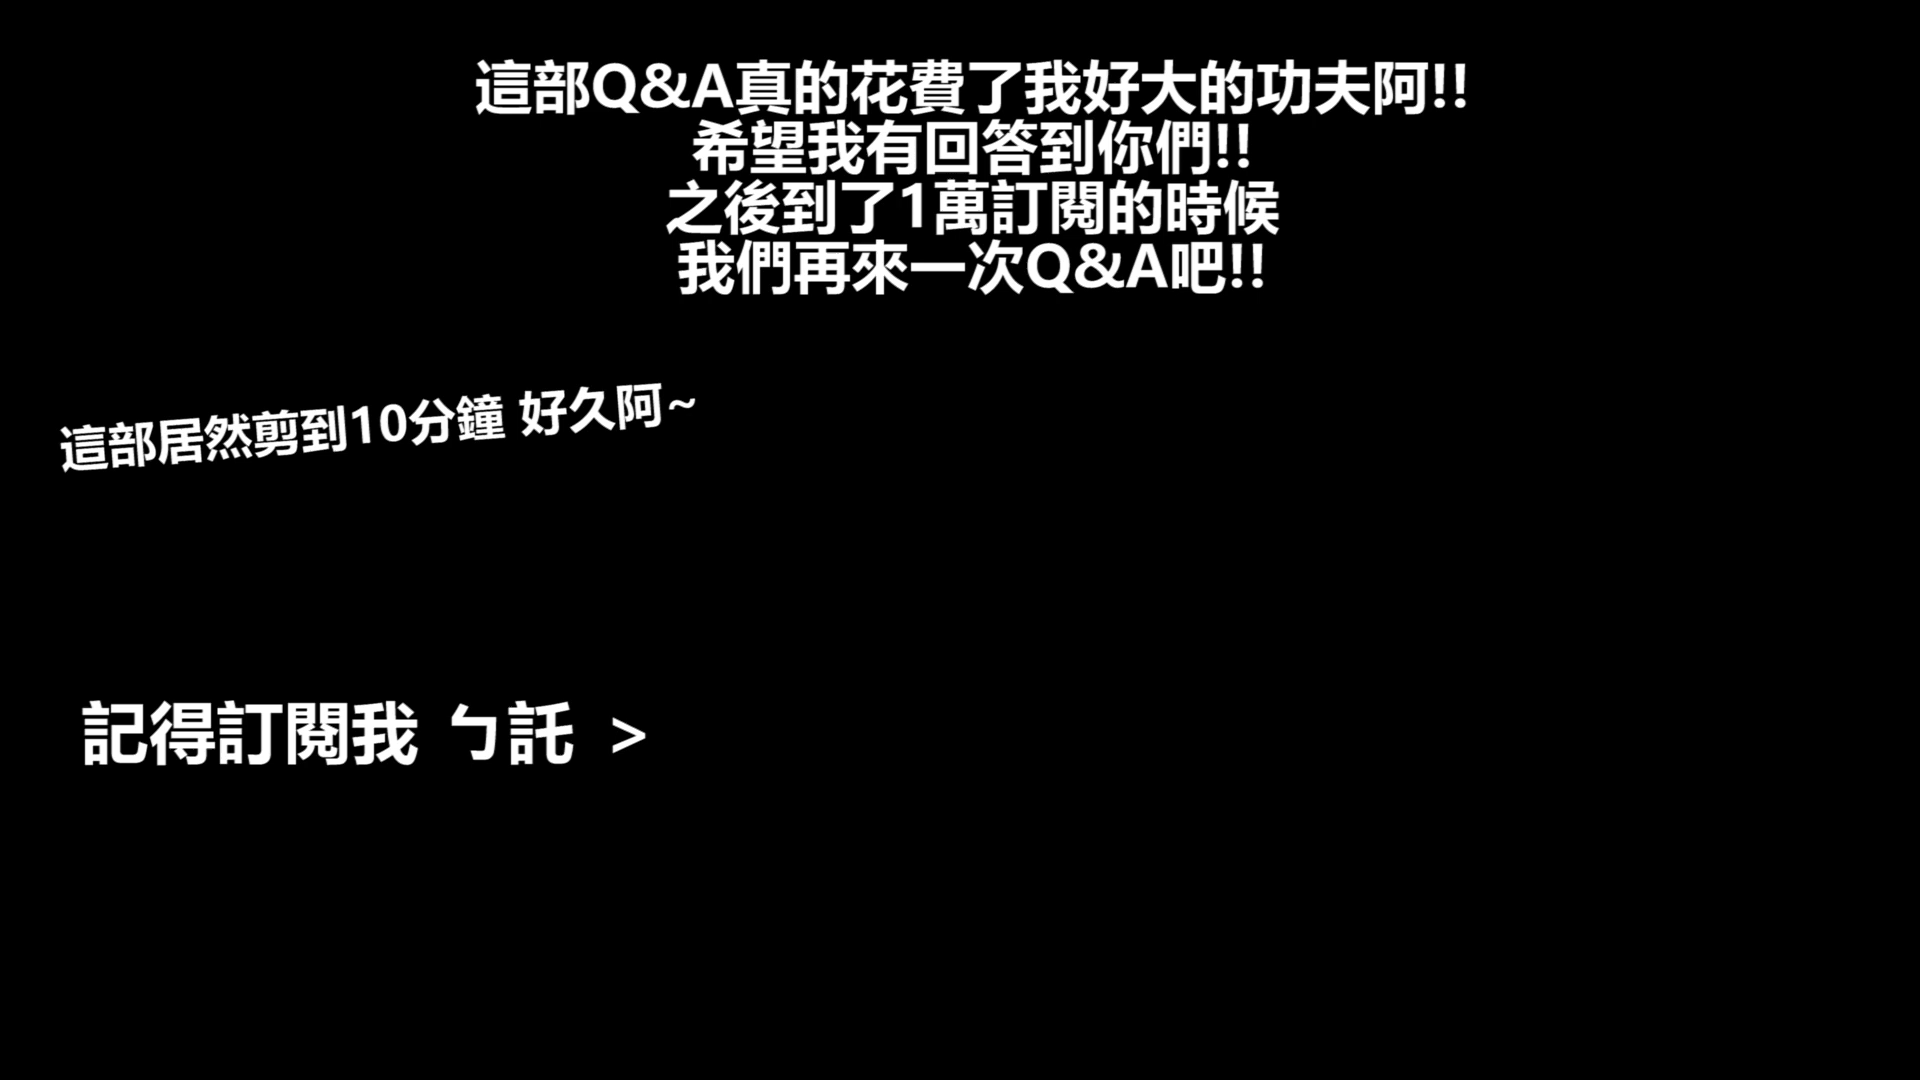 這部Q&A真的花費了我好大的功夫阿!!
希望我有回答到你們!!
之後到了1萬訂閱的時候
我們再來一次Q&A吧!!
這部居然剪到10分鐘 好久阿~
記得訂閱我 ㄅ託 >